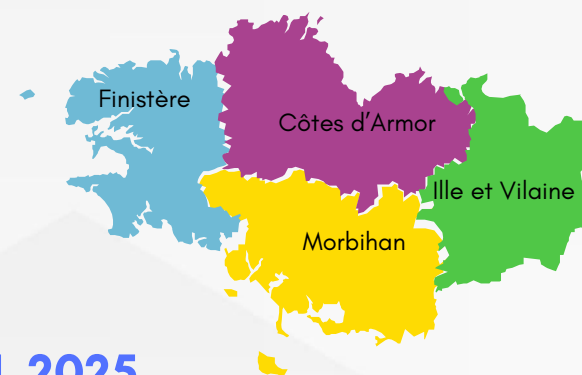 Finistère
Côtes d'Armor
Ille et Vilaine
Morbihan
2025